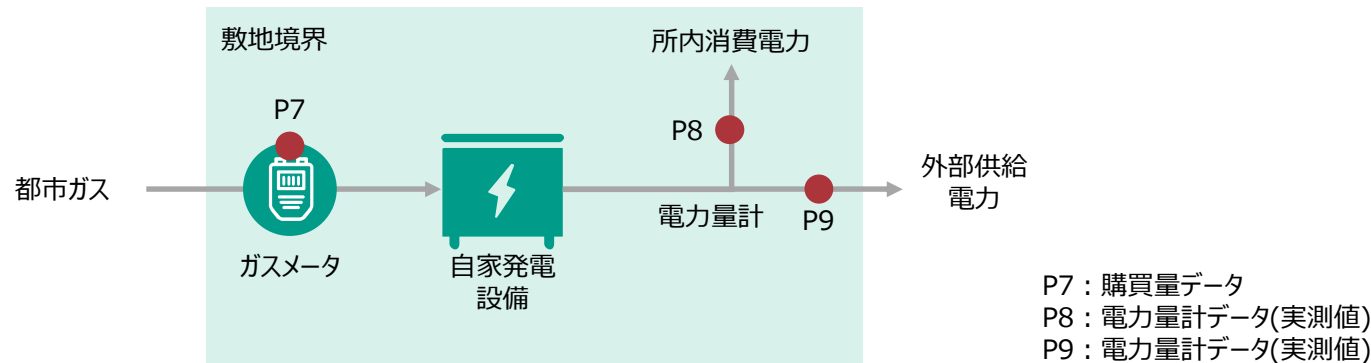 敷地境界
所内消費電力
P7
P8
都市ガス
外部供給
電力
電力量計
P9
ガスメータ
自家発電
設備
P7：購買量データ
P8：電力量計データ(実測値)
P9：電力量計データ(実測値)